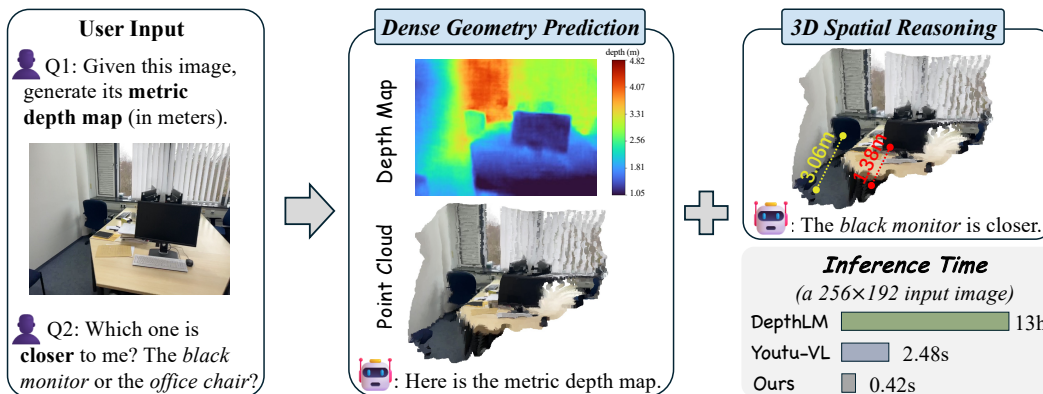 User Input
Q1: Given this image,
generate its metric
depth map (in meters).
Q2: Which one is
closer to me? The black
monitor or the office chair?
Dense Geometry Prediction
Depth Map
depth (m)
4.82
4.07
3.31
2.56
1.81
1.05
Point Cloud
: Here is the metric depth map.
3D Spatial Reasoning
3.06m
1.38m
: The black monitor is closer.
Inference Time
(a 256×192 input image)
DepthLM 13h
Youtu-VL 2.48s
Ours 0.42s